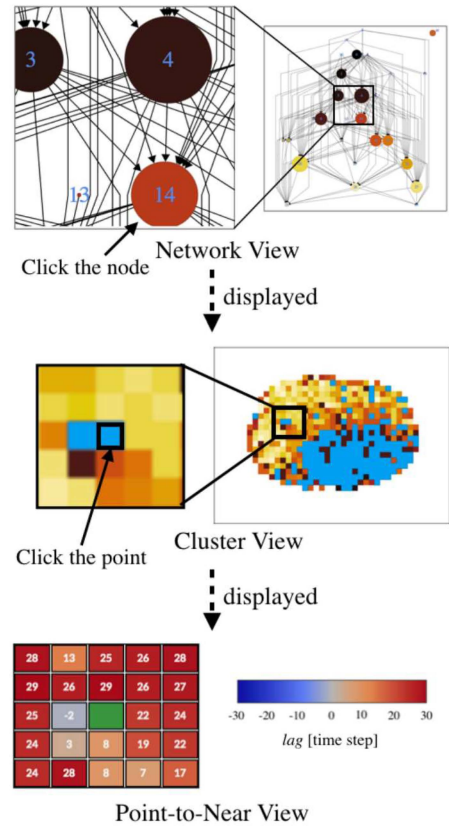 3
4
13
14
Click the node
Network View
displayed
Click the point
Cluster View
displayed
28 13 25 26 28
29 26 29 26 27
25 -2 22 24
24 3 8 19 22
24 28 8 7 17
-30 -20 -10 0 10 20 30
lag [time step]
Point-to-Near View